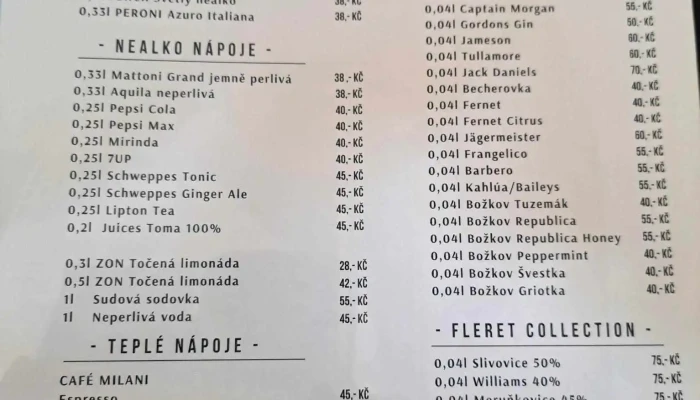 38,-KČ
0,33l PERONI Azuro Italiana 38,-KČ
- NEALKO NÁPOJE -
0,33l Mattoni Grand jemně perlivá 38,-KČ
0,33l Aquila neperlivá 38,-KČ
0,25l Pepsi Cola 40,-KČ
0,25l Pepsi Max 40,-KČ
0,25l Mirinda 40,-KČ
0,25l 7UP 40,-KČ
0,25l Schweppes Tonic 45,-KČ
0,25l Schweppes Ginger Ale 45,-KČ
0,25l Lipton Tea 45,-KČ
0,2l Juices Toma 100% 45,-KČ
0,3l ZON Točená limonáda 28,-KČ
0,5l ZON Točená limonáda 42,-KČ
1l Sudová sodovka 55,-KČ
1l Neperlivá voda 45,-KČ
- TEPLÉ NÁPOJE -
CAFÉ MILANI
Espresso 45,-KČ
0,04l Captain Morgan 55,-KČ
0,04l Gordons Gin 50,-KČ
0,04l Jameson 60,-KČ
0,04l Tullamore 60,-KČ
0,04l Jack Daniels 70,-KČ
0,04l Becherovka 40,-KČ
0,04l Fernet 40,-KČ
0,04l Fernet Citrus 40,-KČ
0,04l Jägermeister 60,-KČ
0,04l Frangelico 55,-KČ
0,04l Barbero 55,-KČ
0,04l Kahlúa/Baileys 55,-KČ
0,04l Božkov Tuzemák 40,-KČ
0,04l Božkov Republica 55,-KČ
0,04l Božkov Republica Honey 55,-KČ
0,04l Božkov Peppermint 40,-KČ
0,04l Božkov Švestka 40,-KČ
0,04l Božkov Griotka 40,-KČ
- FLERET COLLECTION -
0,04l Slivovice 50% 75,-KČ
0,04l Williams 40% 75,-KČ
0,04l Meruňkovice 45% 75,-KČ